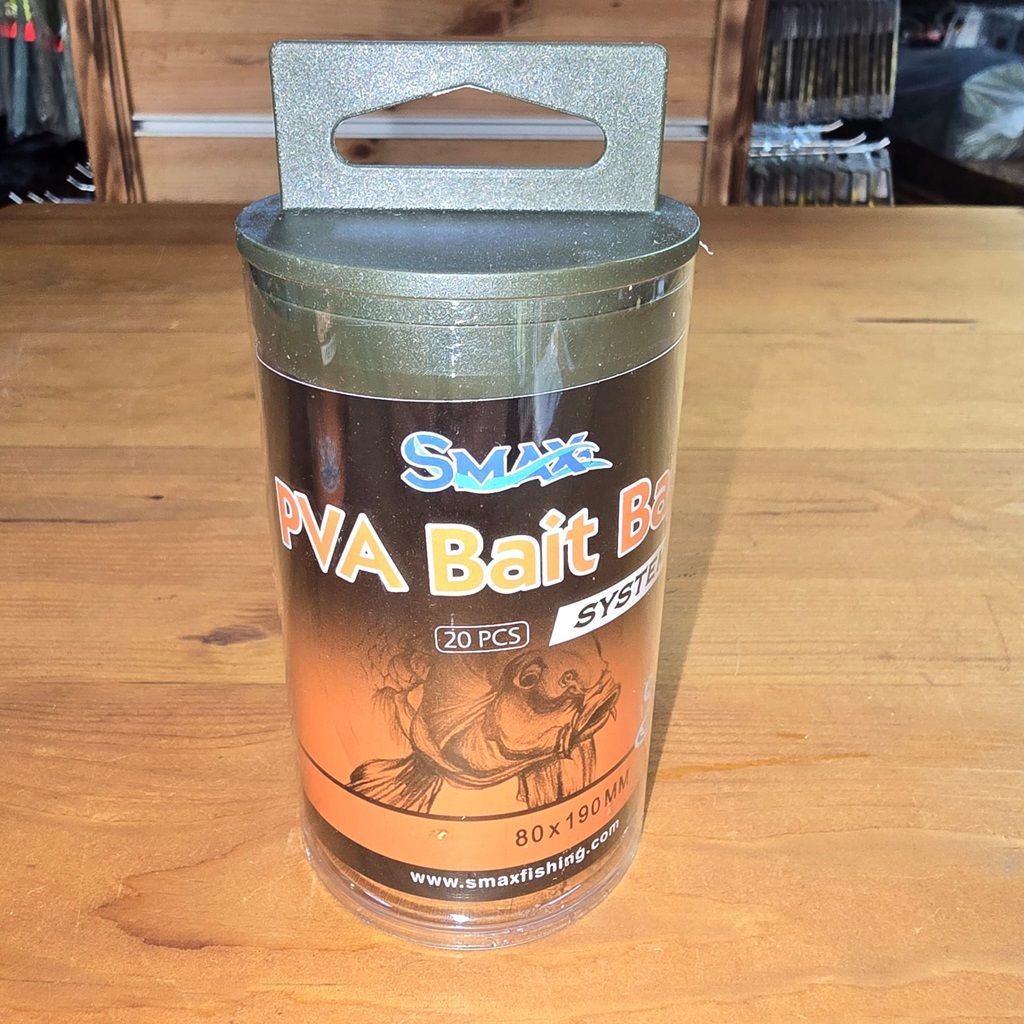 SMAX
PVA Bait Ba
SYSTE
20 PCS
80x190MM
www.smaxfishing.com